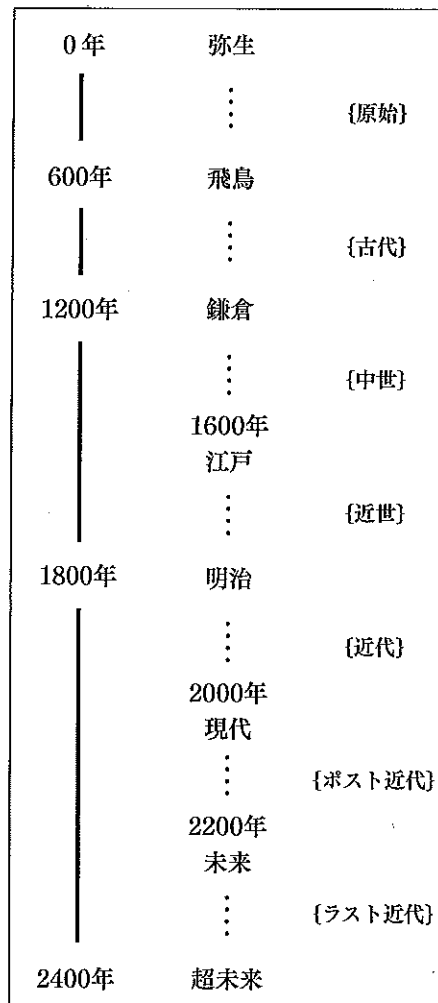 0年 弥生
{原始}
600年 飛鳥
{古代}
1200年 鎌倉
{中世}
1600年
江戸
{近世}
1800年 明治
{近代}
2000年
現代
{ポスト近代}
2200年
未来
{ラスト近代}
2400年 超未来